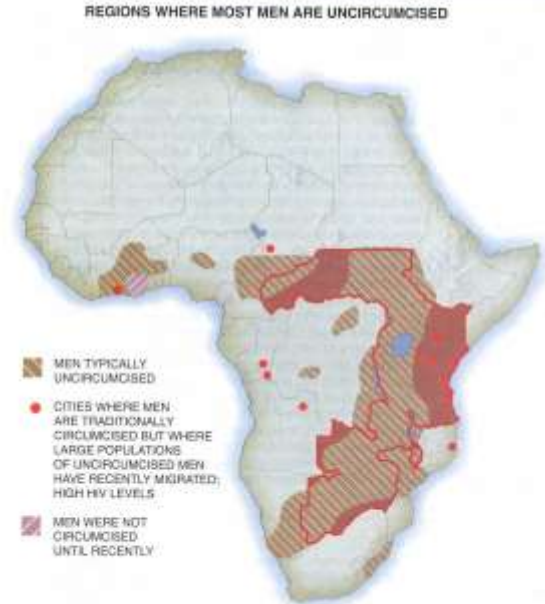 REGIONS WHERE MOST MEN ARE UNCIRCUMCISED
MEN TYPICALLY
UNCIRCUMCISED
CITIES WHERE MEN
ARE TRADITIONALLY
CIRCUMCISED BUT WHERE
LARGE POPULATIONS
OF UNCIRCUMCISED MEN
HAVE RECENTLY MIGRATED;
HIGH HIV LEVELS
MEN WERE NOT
CIRCUMCISED
UNTIL RECENTLY